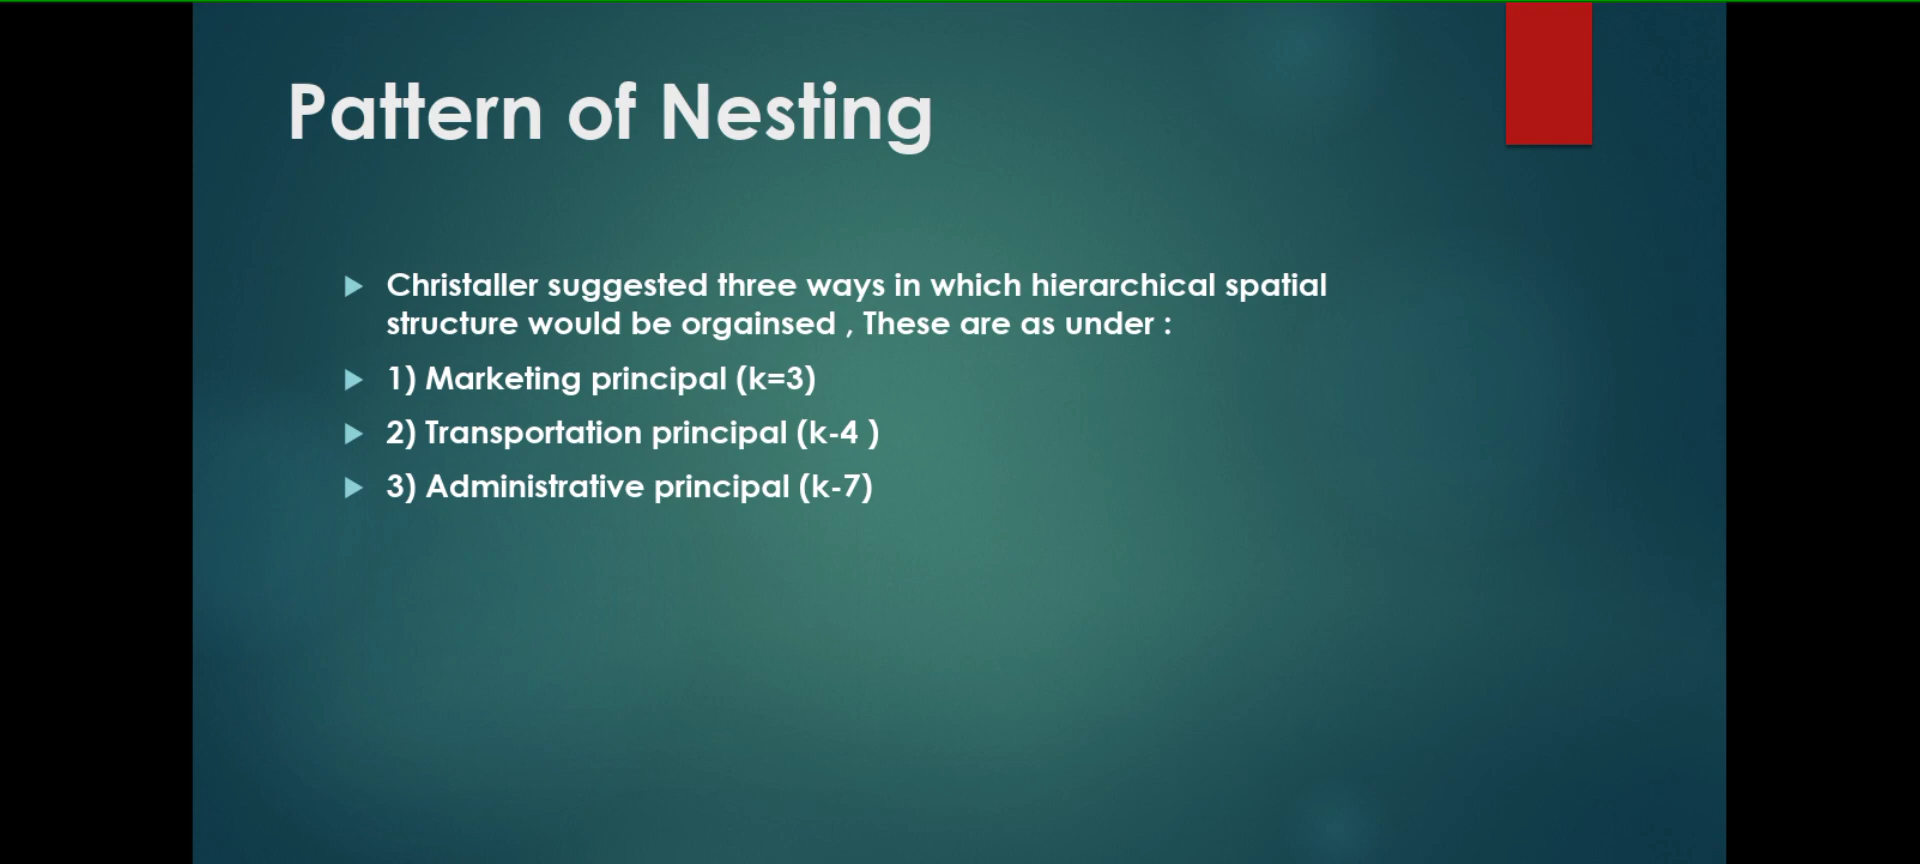 Pattern of Nesting
Christaller suggested three ways in which hierarchical spatial
structure would be orgainsed , These are as under :
1) Marketing principal (k=3)
2) Transportation principal (k-4 )
3) Administrative principal (k-7)